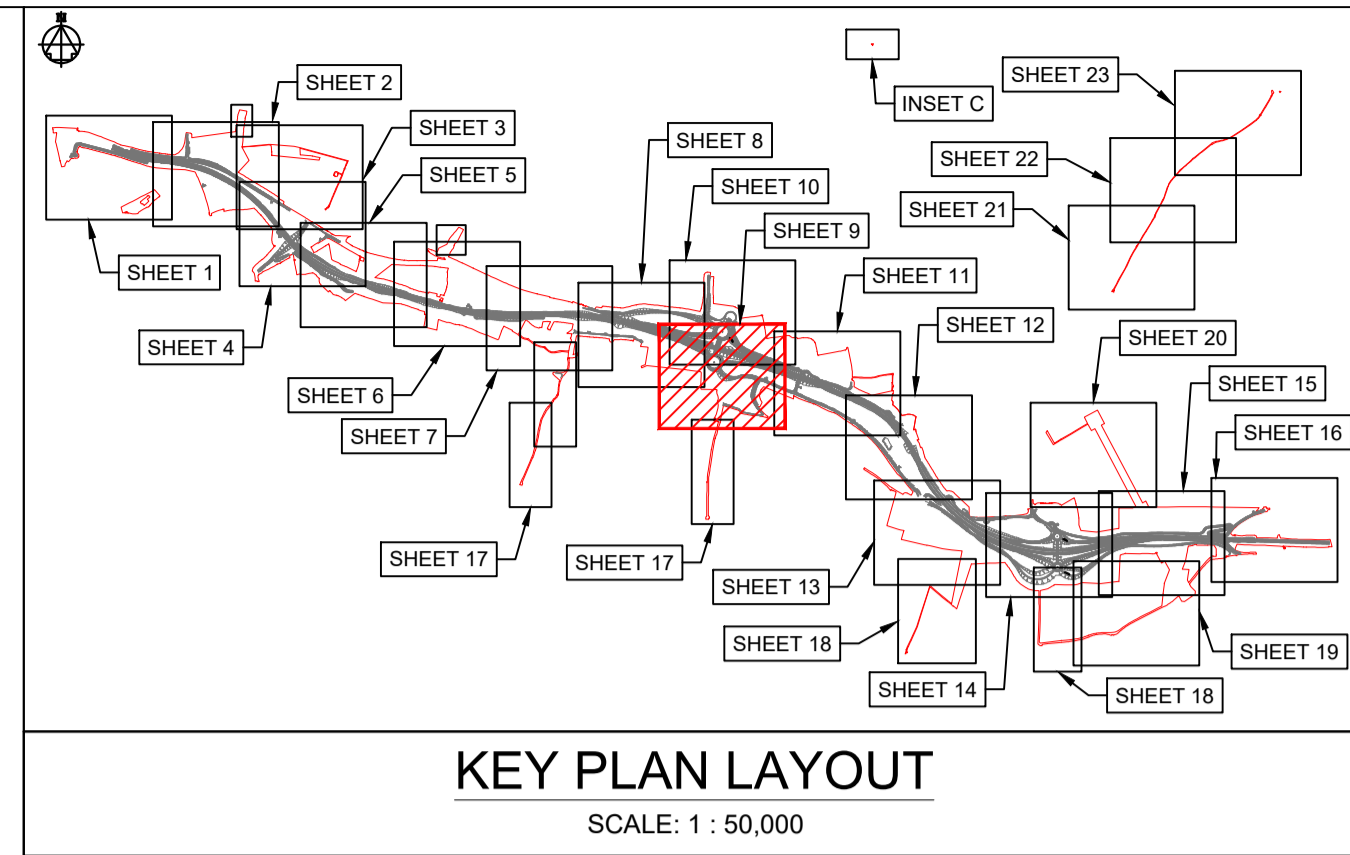 N
SHEET 2
INSET C
SHEET 23
SHEET 3
SHEET 8
SHEET 22
SHEET 5
SHEET 10
SHEET 21
SHEET 9
SHEET 1
SHEET 11
SHEET 12
SHEET 4
SHEET 20
SHEET 6
SHEET 15
SHEET 7
SHEET 16
SHEET 17
SHEET 17
SHEET 13
SHEET 18
SHEET 19
SHEET 14
SHEET 18
KEY PLAN LAYOUT
SCALE: 1 : 50,000